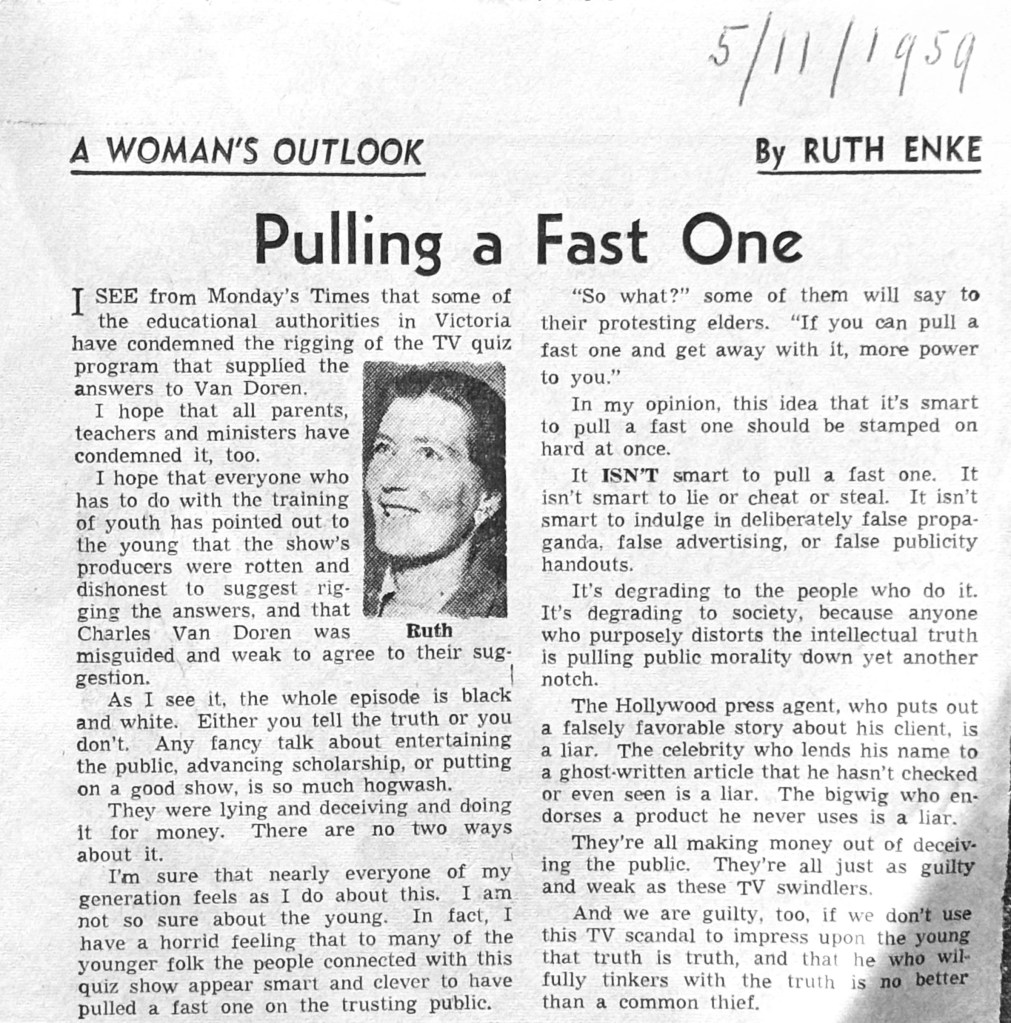 5/11/1959
A WOMAN'S OUTLOOK
By RUTH ENKE
Pulling a Fast One
I SEE from Monday's Times that some of
the educational authorities in Victoria
have condemned the rigging of the TV quiz
program that supplied the
answers to Van Doren.
I hope that all parents,
teachers and ministers have
condemned it, too.
I hope that everyone who
has to do with the training
of youth has pointed out to
the young that the show's
producers were rotten and
dishonest to suggest rig-
ging the answers, and that
Charles Van Doren was
misguided and weak to agree to their sug-
gestion.
Ruth
As I see it, the whole episode is black
and white. Either you tell the truth or you
don't. Any fancy talk about entertaining
the public, advancing scholarship, or putting
on a good show, is so much hogwash.
They were lying and deceiving and doing
it for money. There are no two ways
about it.
I'm sure that nearly everyone of my
generation feels as I do about this. I am
not so sure about the young. In fact, I
have a horrid feeling that to many of the
younger folk the people connected with this
quiz show appear smart and clever to have
pulled a fast one on the trusting public.
"So what?" some of them will say to
their protesting elders. "If you can pull a
fast one and get away with it, more power
to you."
In my opinion, this idea that it's smart
to pull a fast one should be stamped on
hard at once.
It ISN'T smart to pull a fast one. It
isn't smart to lie or cheat or steal. It isn't
smart to indulge in deliberately false propa-
ganda, false advertising, or false publicity
handouts.
It's degrading to the people who do it.
It's degrading to society, because anyone
who purposely distorts the intellectual truth
is pulling public morality down yet another
notch.
The Hollywood press agent, who puts out
a falsely favorable story about his client, is
a liar. The celebrity who lends his name to
a ghost-written article that he hasn't checked
or even seen is a liar. The bigwig who en-
dorses a product he never uses is a liar.
They're all making money out of deceiv-
ing the public. They're all just as guilty
and weak as these TV swindlers.
And we are guilty, too, if we don't use
this TV scandal to impress upon the young
that truth is truth, and that he who wil-
fully tinkers with the truth is no better
than a common thief.